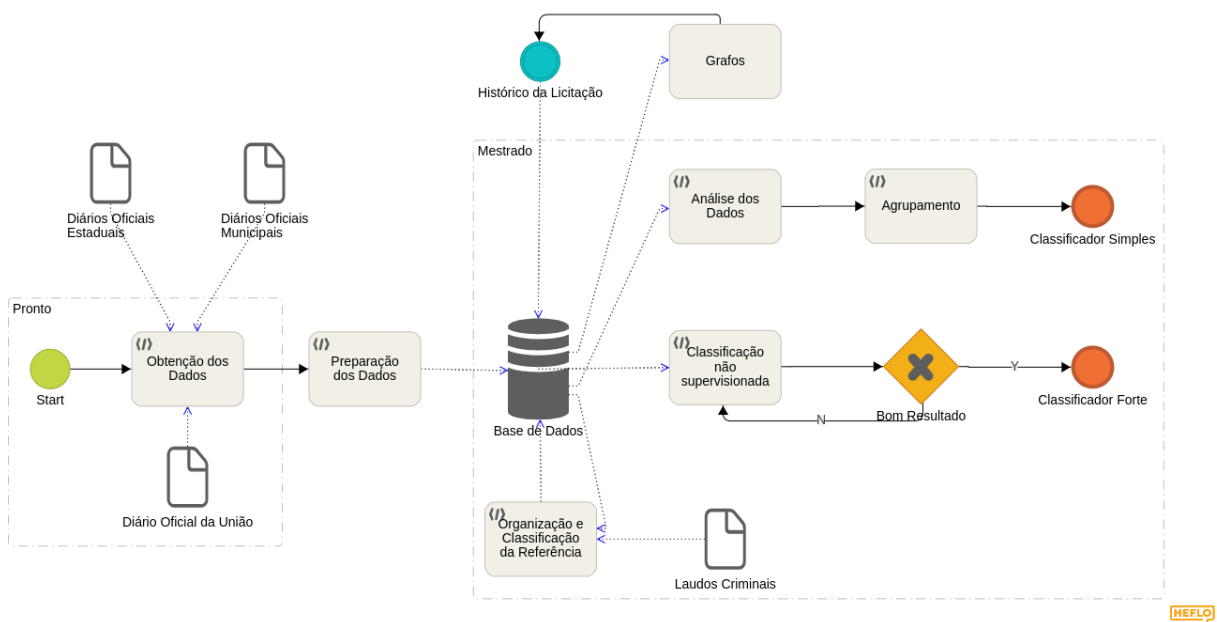 Grafos
Histórico da Licitação
Mestrado
Diários Oficiais
Estaduais
Diários Oficiais
Municipais
Análise dos
Dados
Agrupamento
Classificador Simples
Pronto
Start
Obtenção dos
Dados
Preparação
dos Dados
Base de Dados
Classificação
não
supervisionada
Bom Resultado
Y
N
Classificador Forte
Diário Oficial da União
Organização e
Classificação
da Referência
Laudos Criminais
HEFLO